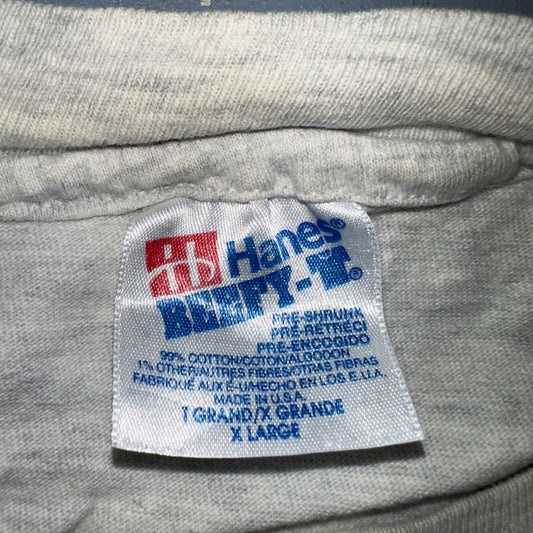 Hanes®
BEEFY-T®
PRE-SHRUNK
PRÉ-RÉTRÉCI
PRE-ENCOGIDO
99% COTTON/COTON/ALGODON
1% OTHER/AUTRES FIBRES/OTRAS FIBRAS
FABRIQUÉ AUX É-U/HECHO EN LOS E.U.A.
MADE IN U.S.A.
T GRAND/X GRANDE
X LARGE